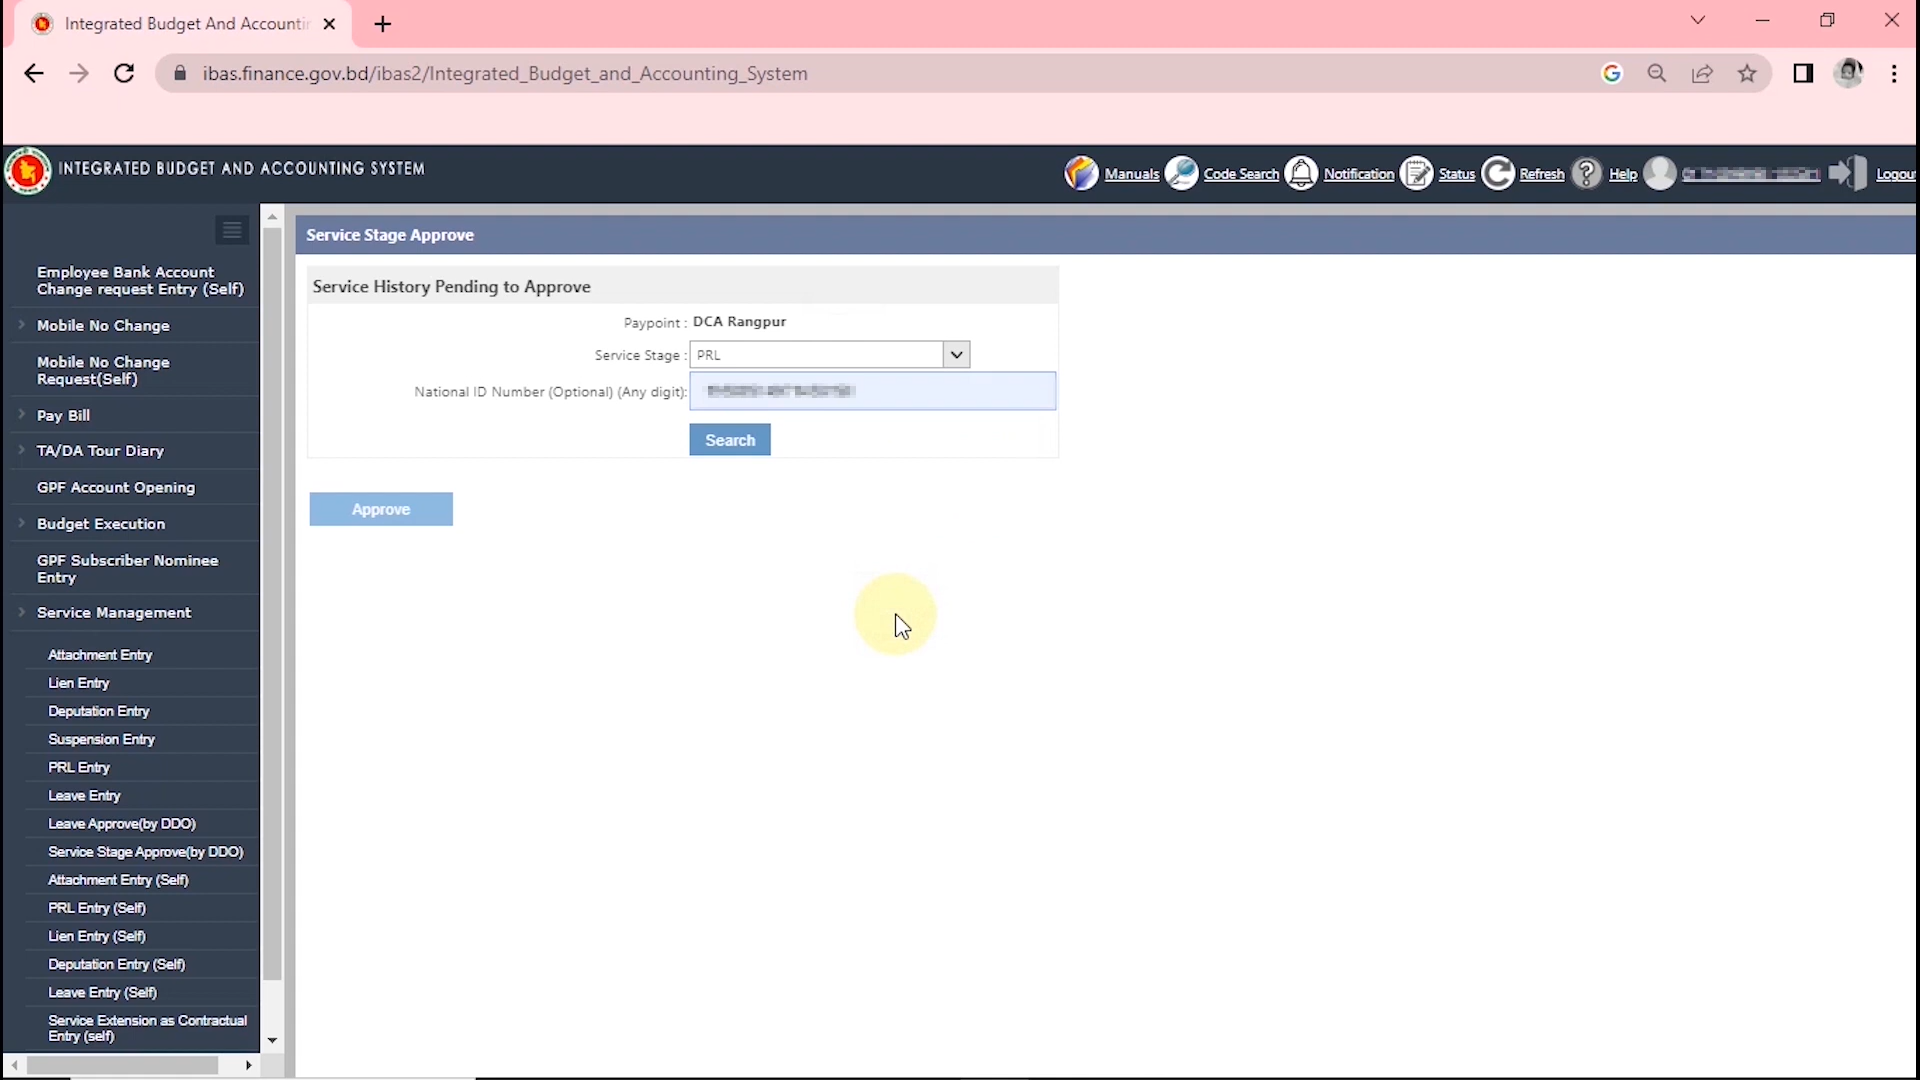 Integrated Budget And Accountin
ibas.finance.gov.bd/ibas2/Integrated_Budget_and_Accounting_System
INTEGRATED BUDGET AND ACCOUNTING SYSTEM
Manuals
Code Search
Notification
Status
Refresh
Help
Logout
Service Stage Approve
Service History Pending to Approve
Paypoint : DCA Rangpur
Service Stage : PRL
National ID Number (Optional) (Any digit):
Search
Approve
Employee Bank Account
Change request Entry (Self)
Mobile No Change
Mobile No Change
Request(Self)
Pay Bill
TA/DA Tour Diary
GPF Account Opening
Budget Execution
GPF Subscriber Nominee
Entry
Service Management
Attachment Entry
Lien Entry
Deputation Entry
Suspension Entry
PRL Entry
Leave Entry
Leave Approve(by DDO)
Service Stage Approve(by DDO)
Attachment Entry (Self)
PRL Entry (Self)
Lien Entry (Self)
Deputation Entry (Self)
Leave Entry (Self)
Service Extension as Contractual
Entry (self)